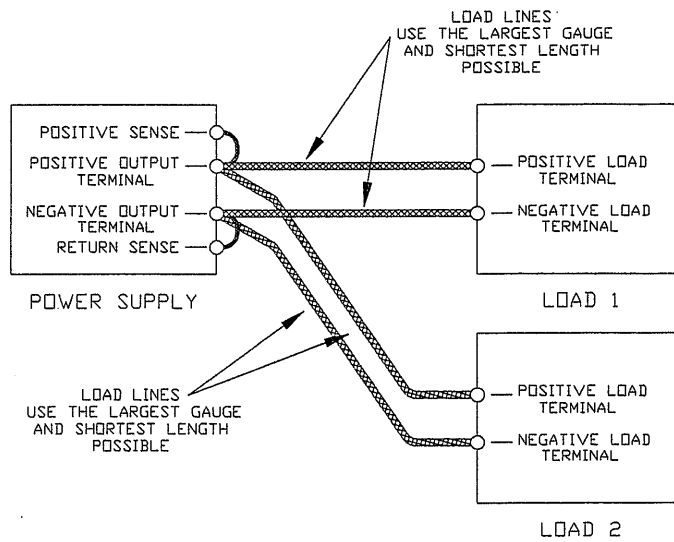 LOAD LINES
USE THE LARGEST GAUGE
AND SHORTEST LENGTH
POSSIBLE
POSITIVE SENSE
POSITIVE OUTPUT
TERMINAL
NEGATIVE OUTPUT
TERMINAL
RETURN SENSE
POWER SUPPLY
POSITIVE LOAD
TERMINAL
NEGATIVE LOAD
TERMINAL
LOAD 1
LOAD LINES
USE THE LARGEST GAUGE
AND SHORTEST LENGTH
POSSIBLE
POSITIVE LOAD
TERMINAL
NEGATIVE LOAD
TERMINAL
LOAD 2